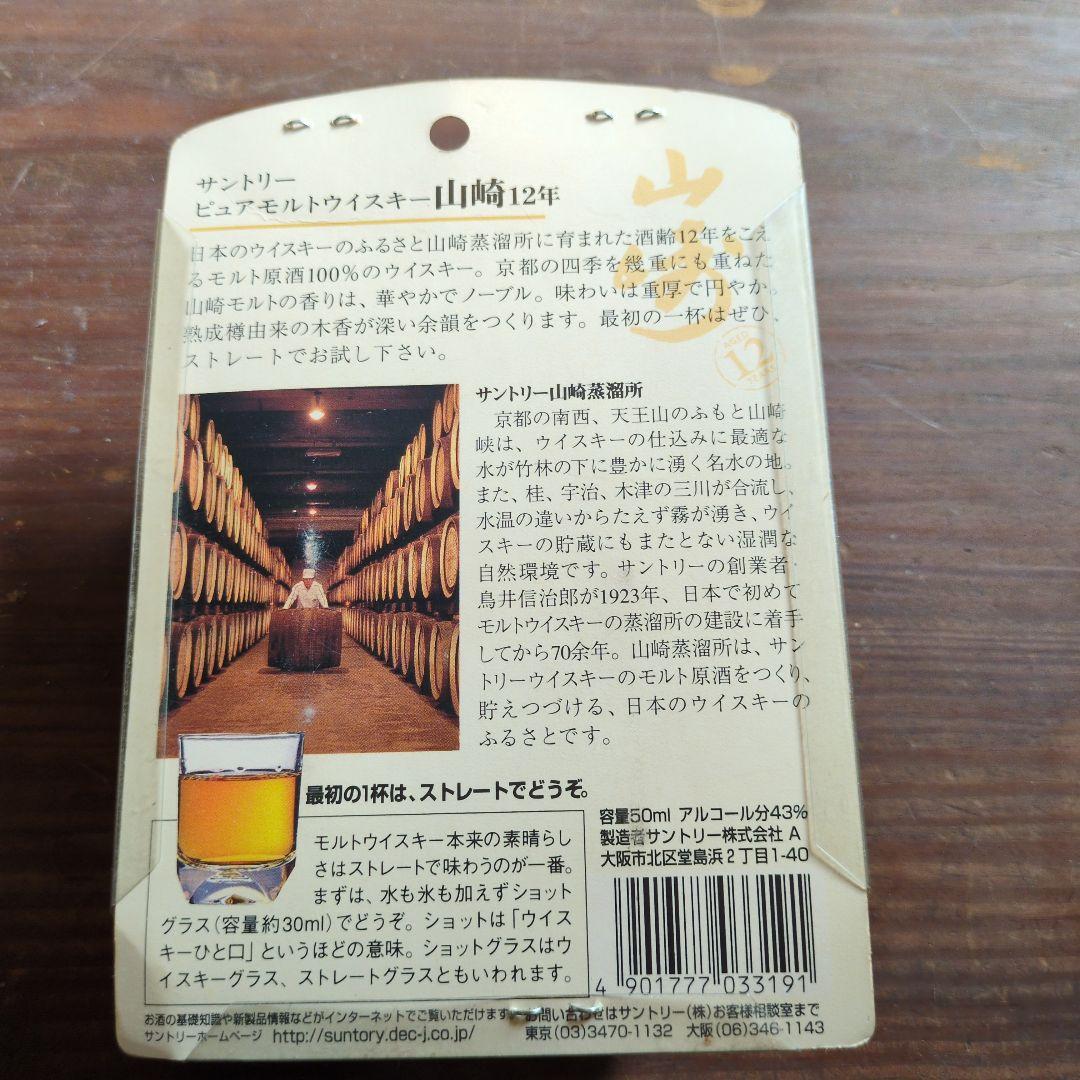 サントリー
ピュアモルトウイスキー山崎12年
山崎
AGED 12 YEARS
日本のウイスキーのふるさと山崎蒸溜所に育まれた酒齢12年をこえ
るモルト原酒100％のウイスキー。京都の四季を幾重にも重ねた
山崎モルトの香りは、華やかでノーブル。味わいは重厚で円やか。
熟成樽由来の木香が深い余韻をつくります。最初の一杯はぜひ、
ストレートでお試し下さい。
サントリー山崎蒸溜所
京都の南西、天王山のふもと山崎
峡は、ウイスキーの仕込みに最適な
水が竹林の下に豊かに湧く名水の地。
また、桂、宇治、木津の三川が合流し、
水温の違いからたえず霧が湧き、ウイ
スキーの貯蔵にもまたとない湿潤な
自然環境です。サントリーの創業者・
鳥井信治郎が1923年、日本で初めて
モルトウイスキーの蒸溜所の建設に着手
してから70余年。山崎蒸溜所は、サン
トリーウイスキーのモルト原酒をつくり、
貯えつづける、日本のウイスキーの
ふるさとです。
最初の1杯は、ストレートでどうぞ。
モルトウイスキー本来の素晴らし
さはストレートで味わうのが一番。
まずは、水も氷も加えずショット
グラス（容量約30ml）でどうぞ。ショットは「ウイス
キーひと口」というほどの意味。ショットグラスはウ
イスキーグラス、ストレートグラスともいわれます。
容量50ml アルコール分43%
製造者サントリー株式会社 A
大阪市北区堂島浜2丁目1-40
4 901777 033191
お酒の基礎知識や新製品情報などがインターネットでご覧いただけます。
サントリーホームページ http://suntory.dec-j.co.jp/
お問い合わせはサントリー（株）お客様相談室まで
東京（03）3470-1132 大阪（06）346-1143